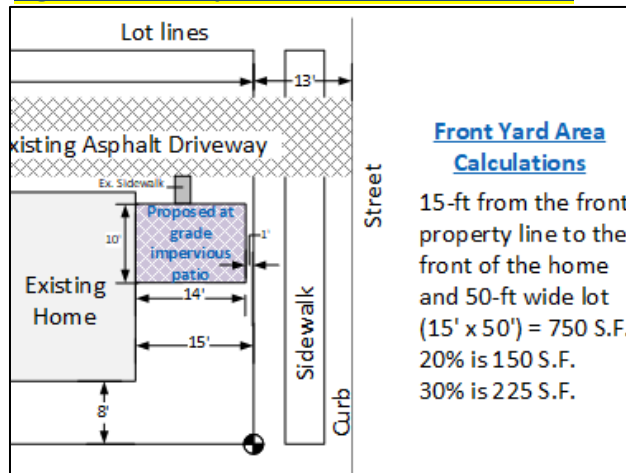 Lot lines
13'
xisting Asphalt Driveway
Ex. Sidewalk
Proposed at
grade
impervious
patio
10'
1'
14'
Existing
Home
15'
8'
Sidewalk
Curb
Street
Front Yard Area
Calculations
15-ft from the front
property line to the
front of the home
and 50-ft wide lot
(15' x 50') = 750 S.F.
20% is 150 S.F.
30% is 225 S.F.